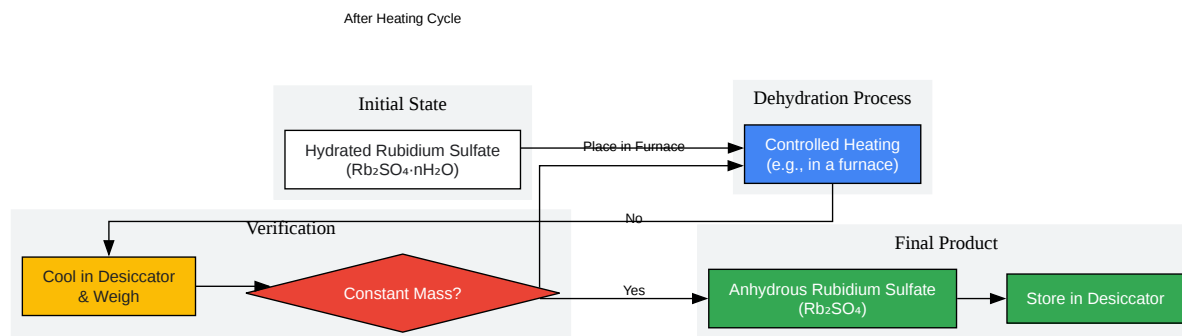 After Heating Cycle
Initial State
Dehydration Process
Hydrated Rubidium Sulfate
(Rb₂SO₄·nH₂O)
Place in Furnace
Controlled Heating
(e.g., in a furnace)
No
Verification
Final Product
Cool in Desiccator
& Weigh
Constant Mass?
Yes
Anhydrous Rubidium Sulfate
(Rb₂SO₄)
Store in Desiccator